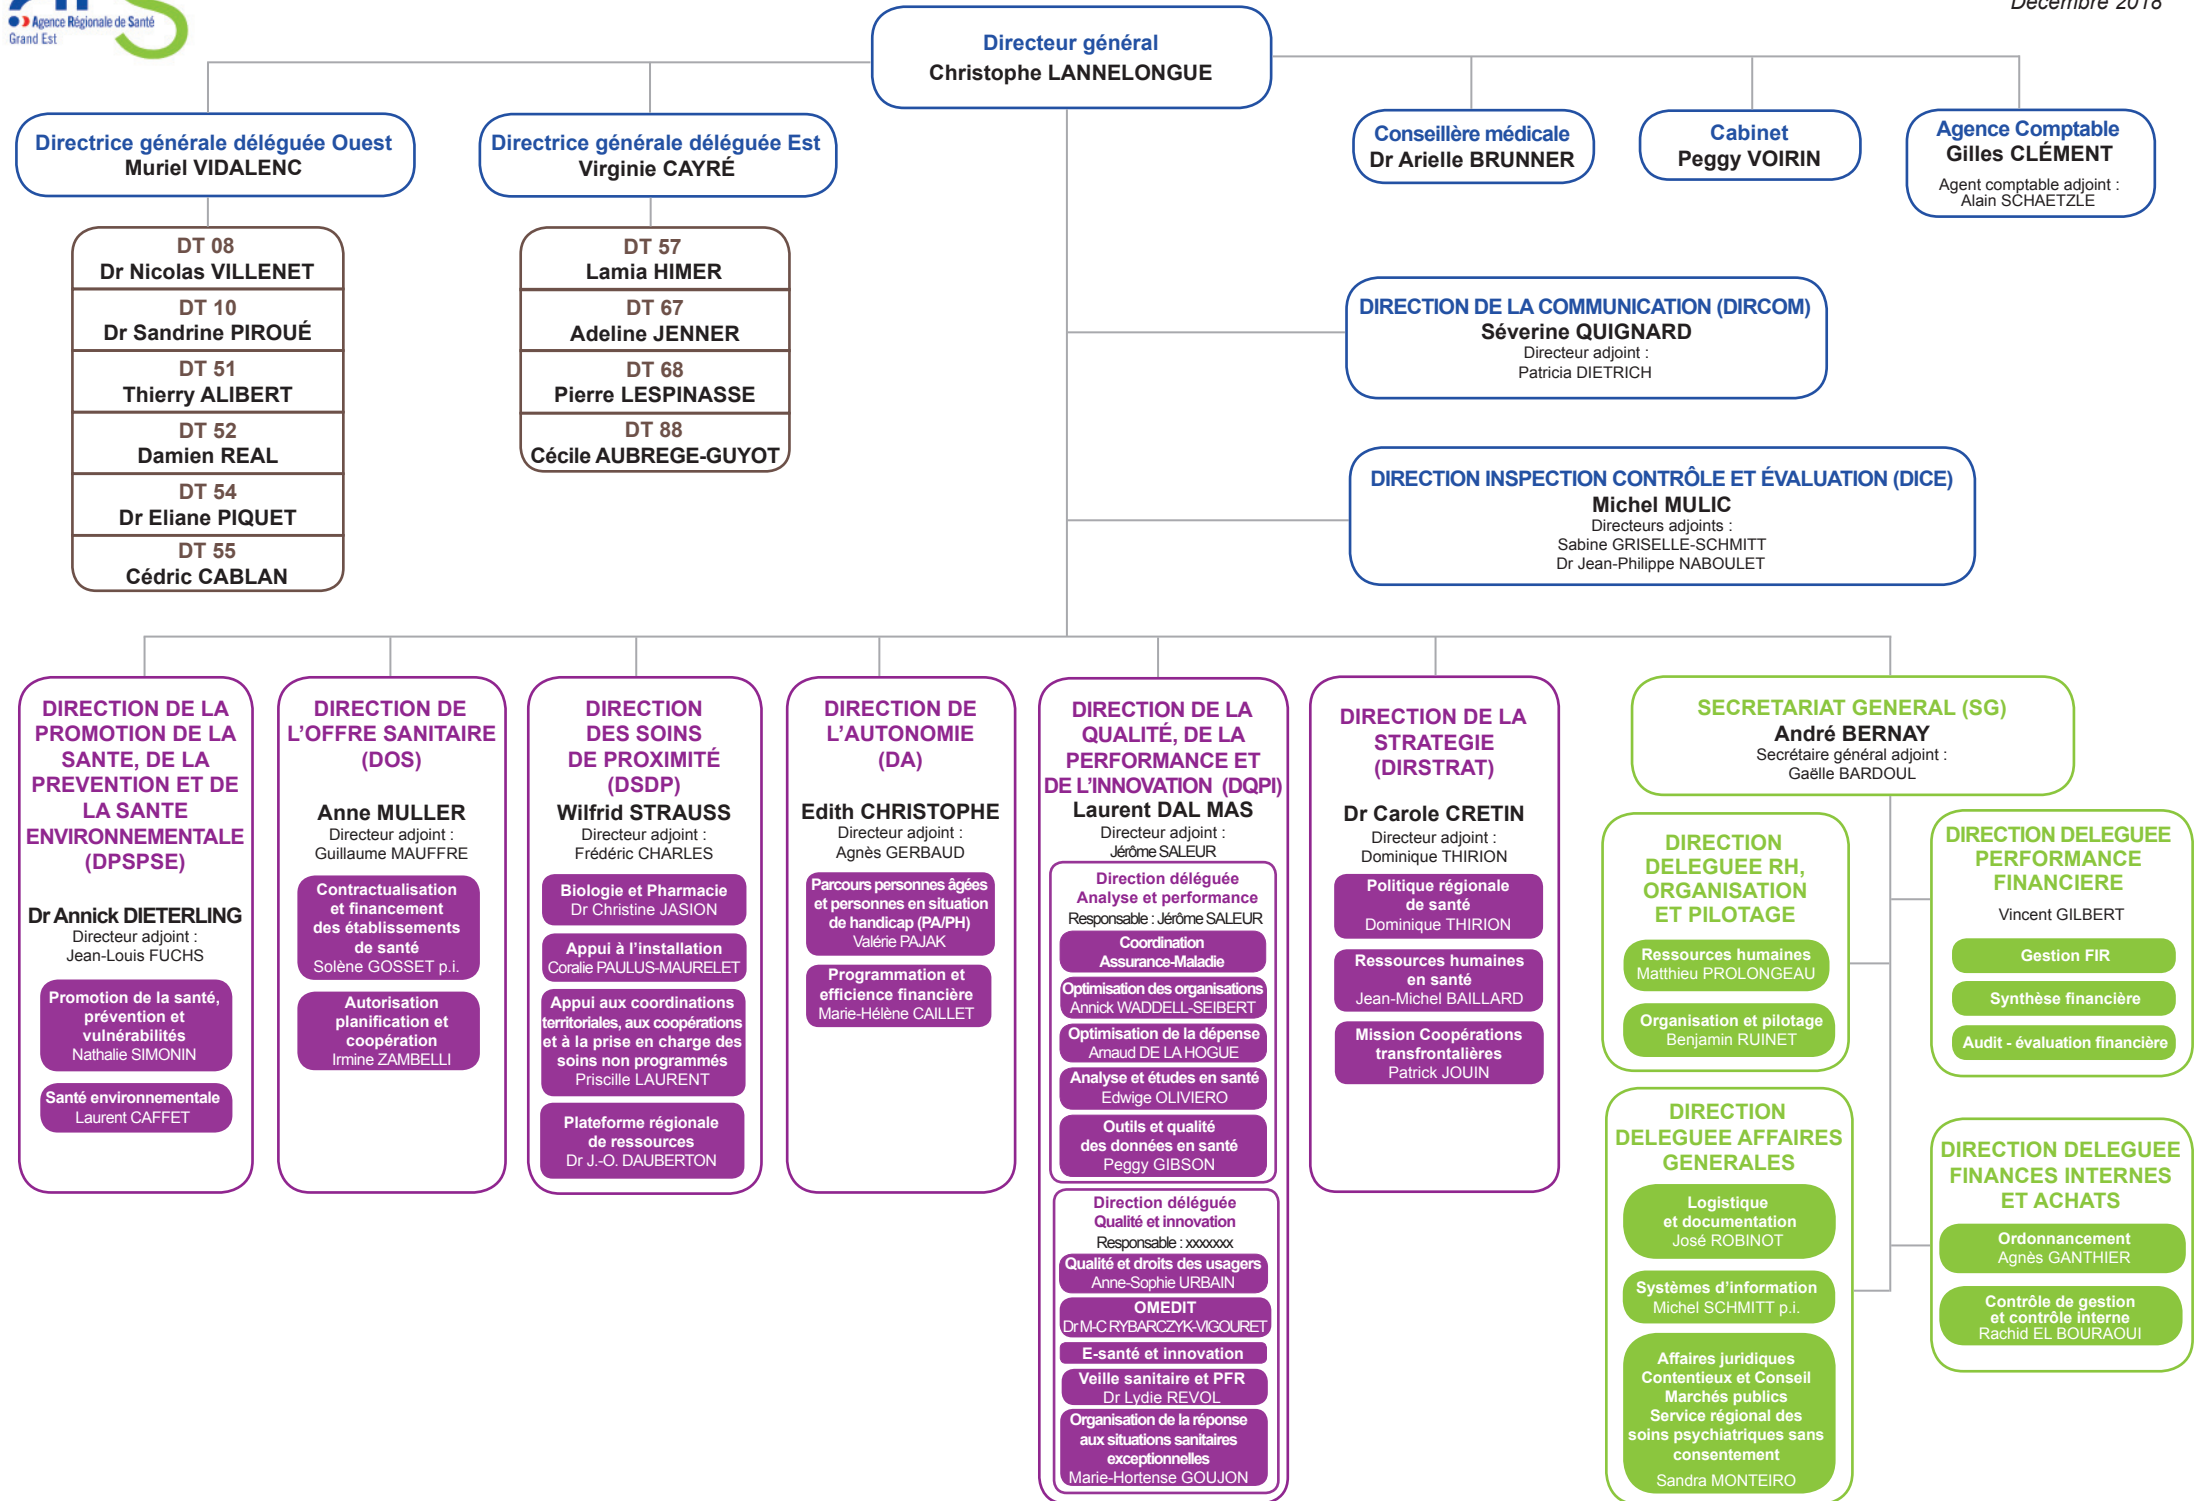 Agence Régionale de Santé
Grand Est
Décembre 2018
Directeur général
Christophe LANNELONGUE
Directrice générale déléguée Ouest
Muriel VIDALENC
Directrice générale déléguée Est
Virginie CAYRÉ
Conseillère médicale
Dr Arielle BRUNNER
Cabinet
Peggy VOIRIN
Agence Comptable
Gilles CLÉMENT
Agent comptable adjoint :
Alain SCHAETZLE
DT 08
Dr Nicolas VILLENET
DT 10
Dr Sandrine PIROUÉ
DT 51
Thierry ALIBERT
DT 52
Damien REAL
DT 54
Dr Eliane PIQUET
DT 55
Cédric CABLAN
DT 57
Lamia HIMER
DT 67
Adeline JENNER
DT 68
Pierre LESPINASSE
DT 88
Cécile AUBREGE-GUYOT
DIRECTION DE LA COMMUNICATION (DIRCOM)
Séverine QUIGNARD
Directeur adjoint :
Patricia DIETRICH
DIRECTION INSPECTION CONTRÔLE ET ÉVALUATION (DICE)
Michel MULIC
Directeurs adjoints :
Sabine GRISELLE-SCHMITT
Dr Jean-Philippe NABOULET
DIRECTION DE LA
PROMOTION DE LA
SANTE, DE LA
PREVENTION ET DE
LA SANTE
ENVIRONNEMENTALE
(DPSPSE)
Dr Annick DIETERLING
Directeur adjoint :
Jean-Louis FUCHS
Promotion de la santé,
prévention et
vulnérabilités
Nathalie SIMONIN
Santé environnementale
Laurent CAFFET
DIRECTION DE
L'OFFRE SANITAIRE
(DOS)
Anne MULLER
Directeur adjoint :
Guillaume MAUFFRE
Contractualisation
et financement
des établissements
de santé
Solène GOSSET p.i.
Autorisation
planification et
coopération
Irmine ZAMBELLI
DIRECTION
DES SOINS
DE PROXIMITÉ
(DSDP)
Wilfrid STRAUSS
Directeur adjoint :
Frédéric CHARLES
Biologie et Pharmacie
Dr Christine JASION
Appui à l'installation
Coralie PAULUS-MAURELET
Appui aux coordinations
territoriales, aux coopérations
et à la prise en charge des
soins non programmés
Priscille LAURENT
Plateforme régionale
de ressources
Dr J.-O. DAUBERTON
DIRECTION DE
L'AUTONOMIE
(DA)
Edith CHRISTOPHE
Directeur adjoint :
Agnès GERBAUD
Parcours personnes âgées
et personnes en situation
de handicap (PA/PH)
Valérie PAJAK
Programmation et
efficience financière
Marie-Hélène CAILLET
DIRECTION DE LA
QUALITÉ, DE LA
PERFORMANCE ET
DE L'INNOVATION (DQPI)
Laurent DAL MAS
Directeur adjoint :
Jérôme SALEUR
Direction déléguée
Analyse et performance
Responsable : Jérôme SALEUR
Coordination
Assurance-Maladie
Optimisation des organisations
Annick WADDELL-SEIBERT
Optimisation de la dépense
Arnaud DE LA HOGUE
Analyse et études en santé
Edwige OLIVIERO
Outils et qualité
des données en santé
Peggy GIBSON
Direction déléguée
Qualité et innovation
Responsable : xxxxxxx
Qualité et droits des usagers
Anne-Sophie URBAIN
OMEDIT
Dr M-C RYBARCZYK-VIGOURET
E-santé et innovation
Veille sanitaire et PFR
Dr Lydie REVOL
Organisation de la réponse
aux situations sanitaires
exceptionnelles
Marie-Hortense GOUJON
DIRECTION DE LA
STRATEGIE
(DIRSTRAT)
Dr Carole CRETIN
Directeur adjoint :
Dominique THIRION
Politique régionale
de santé
Dominique THIRION
Ressources humaines
en santé
Jean-Michel BAILLARD
Mission Coopérations
transfrontalières
Patrick JOUIN
SECRETARIAT GENERAL (SG)
André BERNAY
Secrétaire général adjoint :
Gaëlle BARDOUL
DIRECTION
DELEGUEE RH,
ORGANISATION
ET PILOTAGE
Ressources humaines
Matthieu PROLONGEAU
Organisation et pilotage
Benjamin RUINET
DIRECTION DELEGUEE
PERFORMANCE
FINANCIERE
Vincent GILBERT
Gestion FIR
Synthèse financière
Audit - évaluation financière
DIRECTION
DELEGUEE AFFAIRES
GENERALES
Logistique
et documentation
José ROBINOT
Systèmes d'information
Michel SCHMITT p.i.
Affaires juridiques
Contentieux et Conseil
Marchés publics
Service régional des
soins psychiatriques sans
consentement
Sandra MONTEIRO
DIRECTION DELEGUEE
FINANCES INTERNES
ET ACHATS
Ordonnancement
Agnès GANTHIER
Contrôle de gestion
et contrôle interne
Rachid EL BOURAOUI